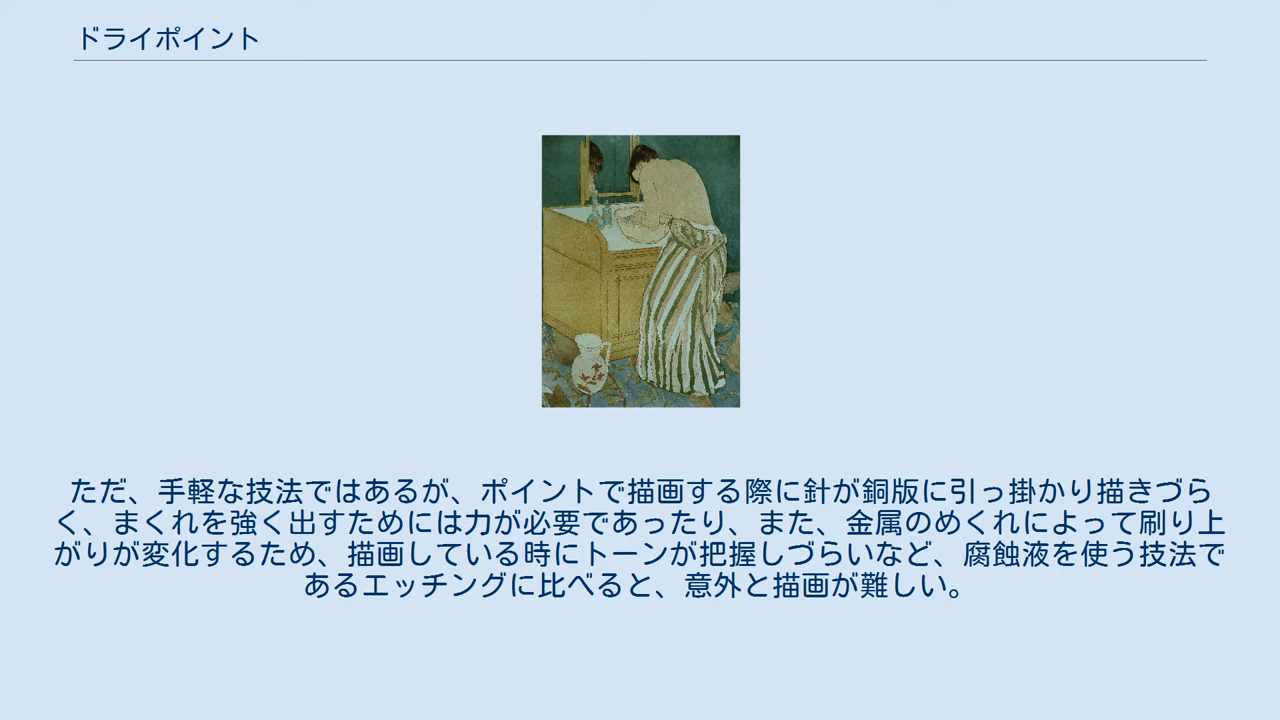 ドライポイント
ただ、手軽な技法ではあるが、ポイントで描画する際に針が銅版に引っ掛かり描きづら
く、まくれを強く出すためには力が必要であったり、また、金属のめくれによって刷り上
がりが変化するため、描画している時にトーンが把握しづらいなど、腐蝕液を使う技法で
あるエッチングに比べると、意外と描画が難しい。